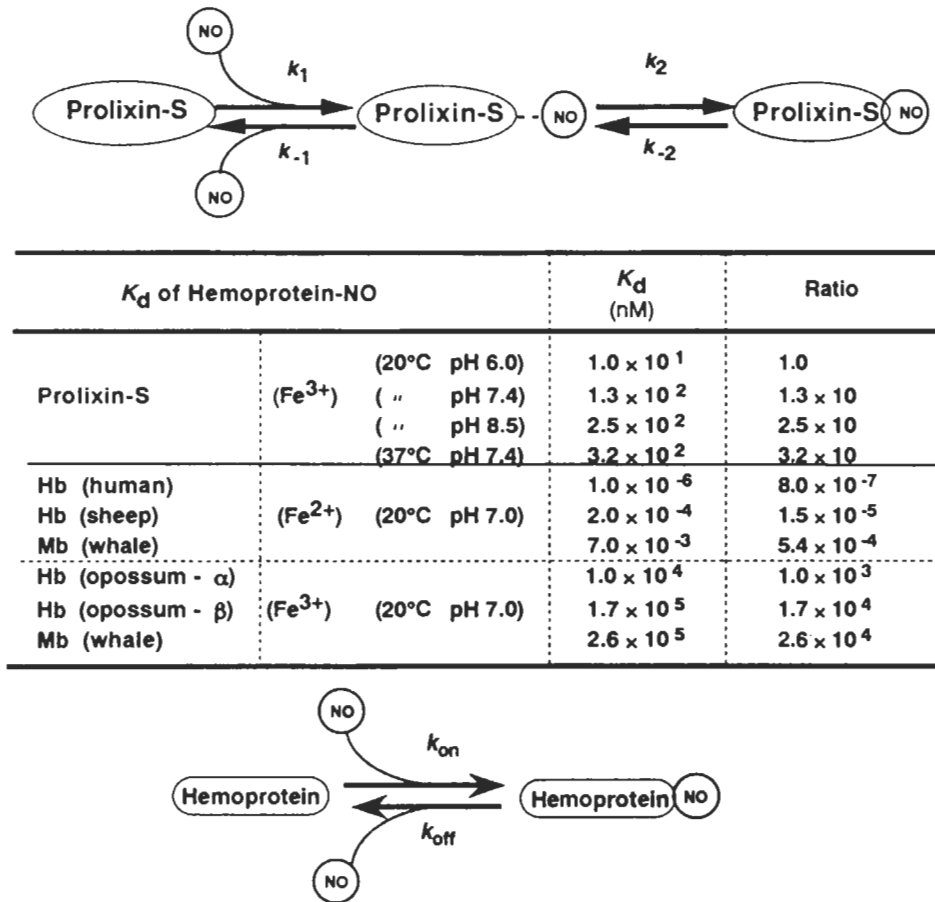 NO
k1
k2
Prolixin-S
Prolixin-S -- NO
Prolixin-S NO
k-1
k-2
NO
Kd of Hemoprotein-NO Kd (nM) Ratio
Prolixin-S (Fe3+) (20°C pH 6.0) 1.0 × 10 1 1.0
( " pH 7.4) 1.3 × 10 2 1.3 × 10
( " pH 8.5) 2.5 × 10 2 2.5 × 10
(37°C pH 7.4) 3.2 × 10 2 3.2 × 10
Hb (human) 1.0 × 10 -6 8.0 × 10 -7
Hb (sheep) (Fe2+) (20°C pH 7.0) 2.0 × 10 -4 1.5 × 10 -5
Mb (whale) 7.0 × 10 -3 5.4 × 10 -4
Hb (opossum - α) 1.0 × 10 4 1.0 × 10 3
Hb (opossum - β) (Fe3+) (20°C pH 7.0) 1.7 × 10 5 1.7 × 10 4
Mb (whale) 2.6 × 10 5 2.6 × 10 4
NO
kon
Hemoprotein
Hemoprotein NO
koff
NO